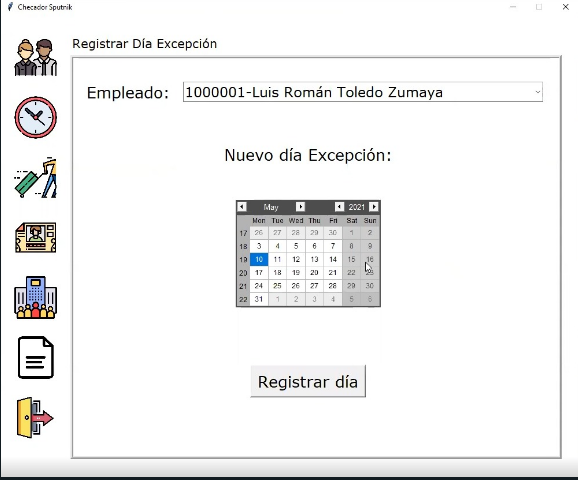 Checador Sputnik
Registrar Día Excepción
Empleado: 1000001-Luis Román Toledo Zumaya
Nuevo día Excepción:
May 2021
Mon Tue Wed Thu Fri Sat Sun
17 26 27 28 29 30 1 2
18 3 4 5 6 7 8 9
19 10 11 12 13 14 15 16
20 17 18 19 20 21 22 23
21 24 25 26 27 28 29 30
22 31 1 2 3 4 5 6
Registrar día